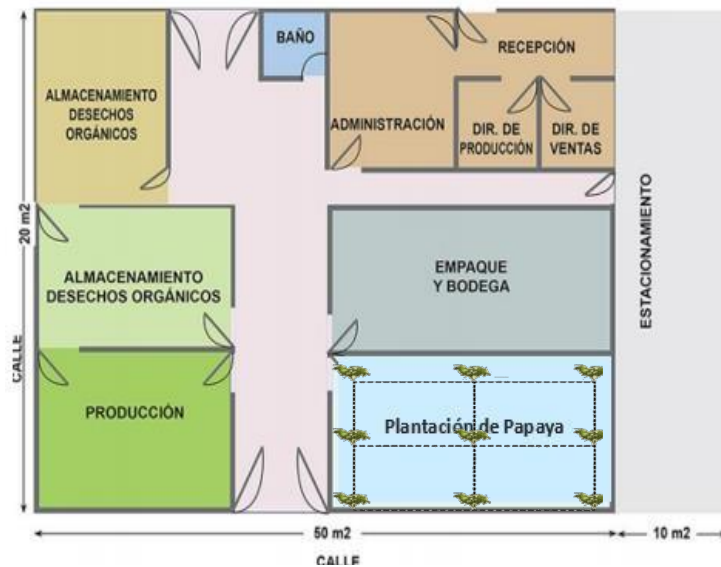 BAÑO
RECEPCIÓN
ALMACENAMIENTO
DESECHOS
ORGÁNICOS
ADMINISTRACIÓN
DIR. DE
PRODUCCIÓN
DIR. DE
VENTAS
20 m2
CALLE
ALMACENAMIENTO
DESECHOS ORGÁNICOS
EMPAQUE
Y BODEGA
ESTACIONAMIENTO
PRODUCCIÓN
Plantación de Papaya
50 m2
10 m2
CALLE